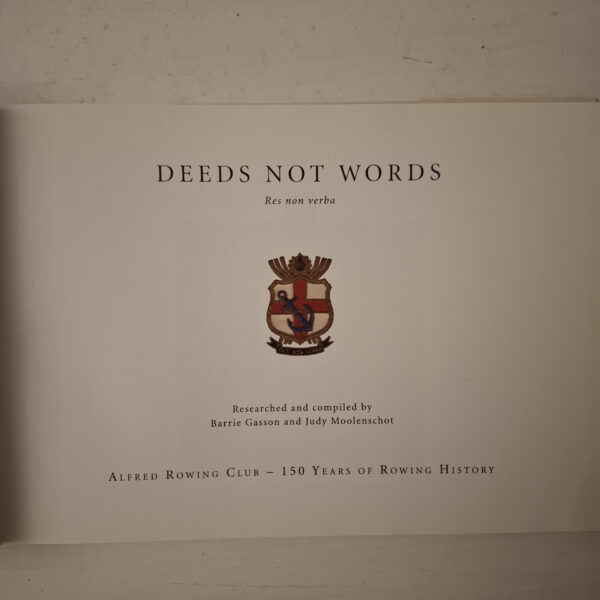 DEEDS NOT WORDS
Res non verba
Researched and compiled by
Barrie Gasson and Judy Moolenschot
ALFRED ROWING CLUB – 150 YEARS OF ROWING HISTORY